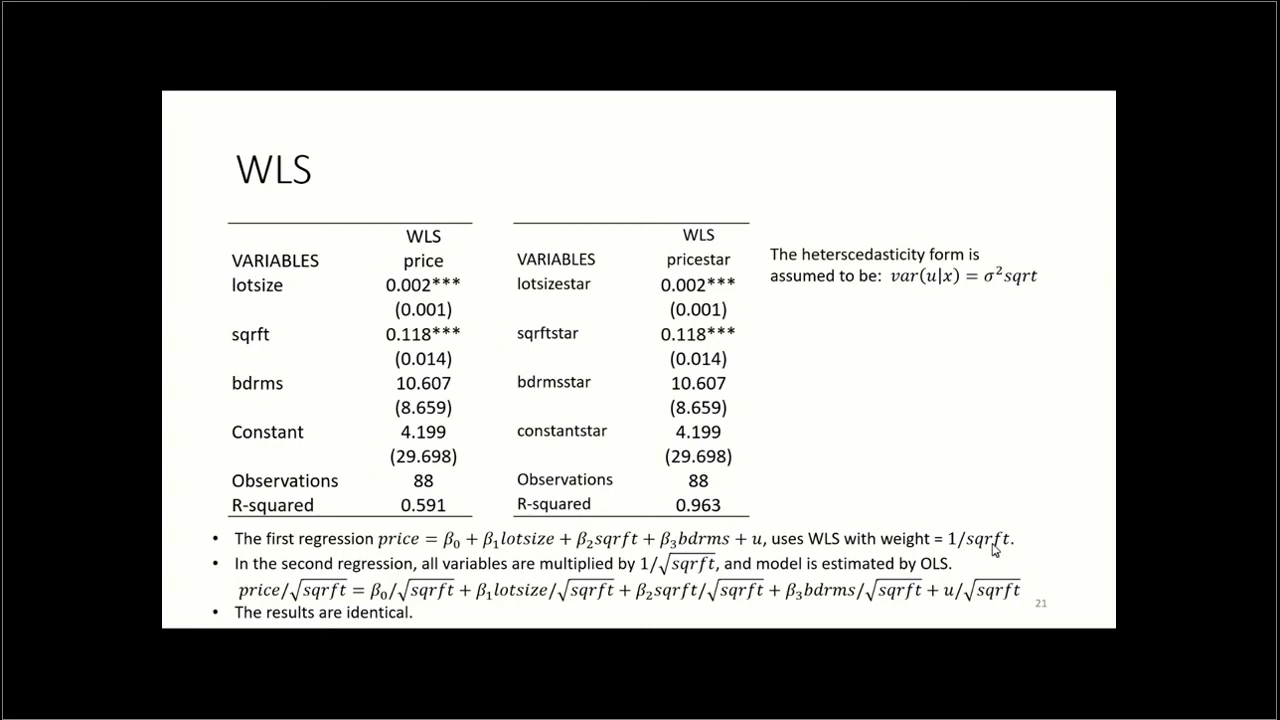 WLS
WLS
VARIABLES price
lotsize 0.002***
(0.001)
sqrft 0.118***
(0.014)
bdrms 10.607
(8.659)
Constant 4.199
(29.698)
Observations 88
R-squared 0.591
WLS
VARIABLES pricestar
lotsizestar 0.002***
(0.001)
sqrftstar 0.118***
(0.014)
bdrmsstar 10.607
(8.659)
constantstar 4.199
(29.698)
Observations 88
R-squared 0.963
The heterscedasticity form is
assumed to be: var(u|x) = σ²sqrt
• The first regression price = β₀ + β₁lotsize + β₂sqrft + β₃bdrms + u, uses WLS with weight = 1/sqrft.
• In the second regression, all variables are multiplied by 1/√sqrft, and model is estimated by OLS.
price/√sqrft = β₀/√sqrft + β₁lotsize/√sqrft + β₂sqrft/√sqrft + β₃bdrms/√sqrft + u/√sqrft
• The results are identical.
21